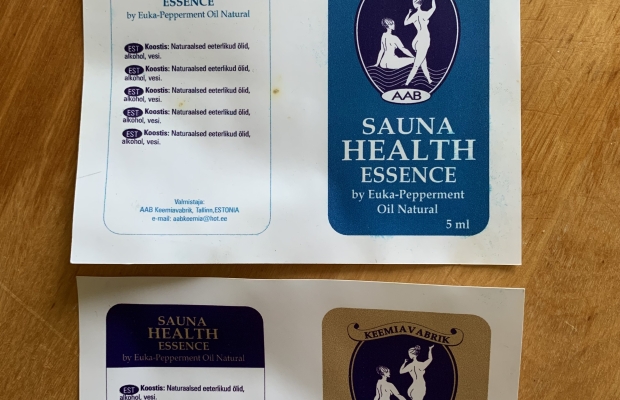 ESSENCE
by Euka-Pepperment Oil Natural
EST Koostis: Naturaalsed eeterlikud õlid,
alkohol, vesi.
EST Koostis: Naturaalsed eeterlikud õlid,
alkohol, vesi.
EST Koostis: Naturaalsed eeterlikud õlid,
alkohol, vesi.
EST Koostis: Naturaalsed eeterlikud õlid,
alkohol, vesi.
EST Koostis: Naturaalsed eeterlikud õlid,
alkohol, vesi.
Valmistaja:
AAB Keemiavabrik, Tallinn,ESTONIA
e-mail: aabkeemia@hot.ee
AAB
SAUNA
HEALTH
ESSENCE
by Euka-Pepperment
Oil Natural
5 ml
SAUNA
HEALTH
ESSENCE
by Euka-Pepperment Oil Natural
EST Koostis: Naturaalsed eeterlikud õlid,
alkohol, vesi.
KEEMIAVABRIK